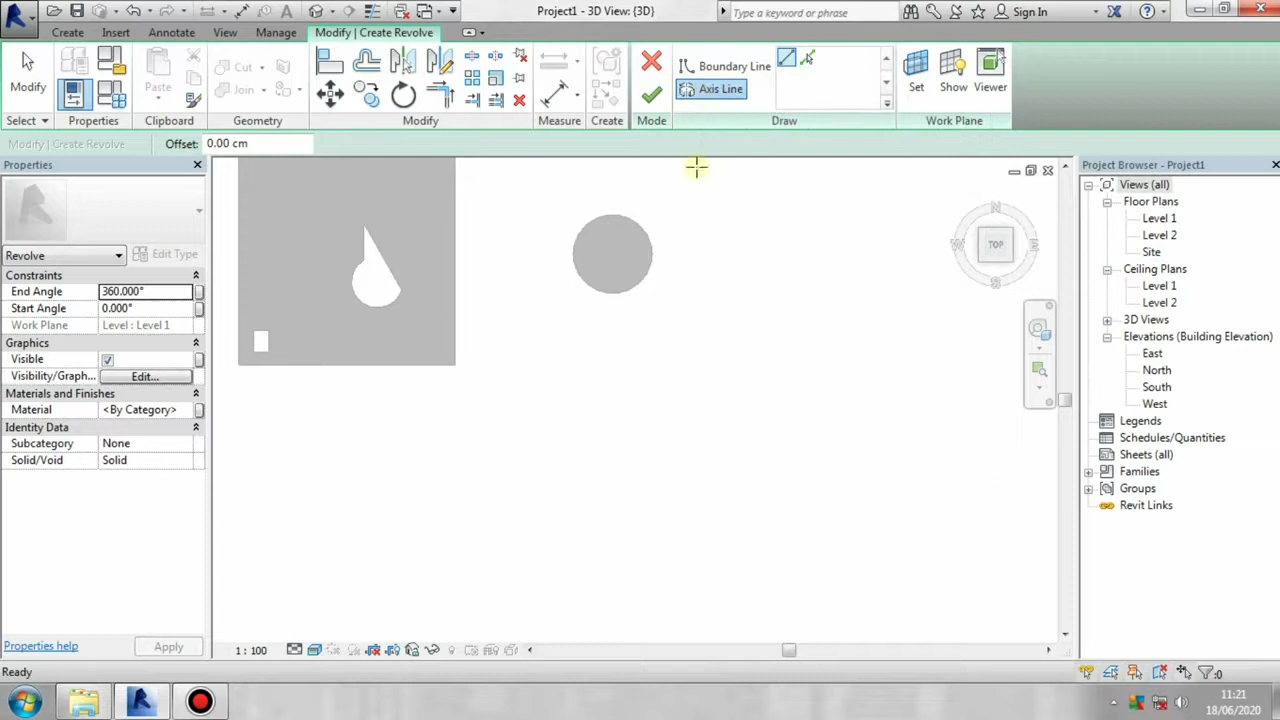 Project1 - 3D View: {3D}
Type a keyword or phrase
Sign In
Create Insert Annotate View Manage Modify | Create Revolve
Modify
Paste
Cut
Join
Boundary Line
Axis Line
Set
Show
Viewer
Select
Properties
Clipboard
Geometry
Modify
Measure
Create
Mode
Draw
Work Plane
Modify | Create Revolve
Offset: 0.00 cm
Properties
Revolve
Edit Type
Constraints
End Angle 360.000°
Start Angle 0.000°
Work Plane Level : Level 1
Graphics
Visible
Visibility/Graph... Edit...
Materials and Finishes
Material <By Category>
Identity Data
Subcategory None
Solid/Void Solid
Properties help
Apply
N
W
TOP
S
Project Browser - Project1
Views (all)
Floor Plans
Level 1
Level 2
Site
Ceiling Plans
Level 1
Level 2
3D Views
Elevations (Building Elevation)
East
North
South
West
Legends
Schedules/Quantities
Sheets (all)
Families
Groups
Revit Links
1 : 100
Ready
:0
11:21
18/06/2020